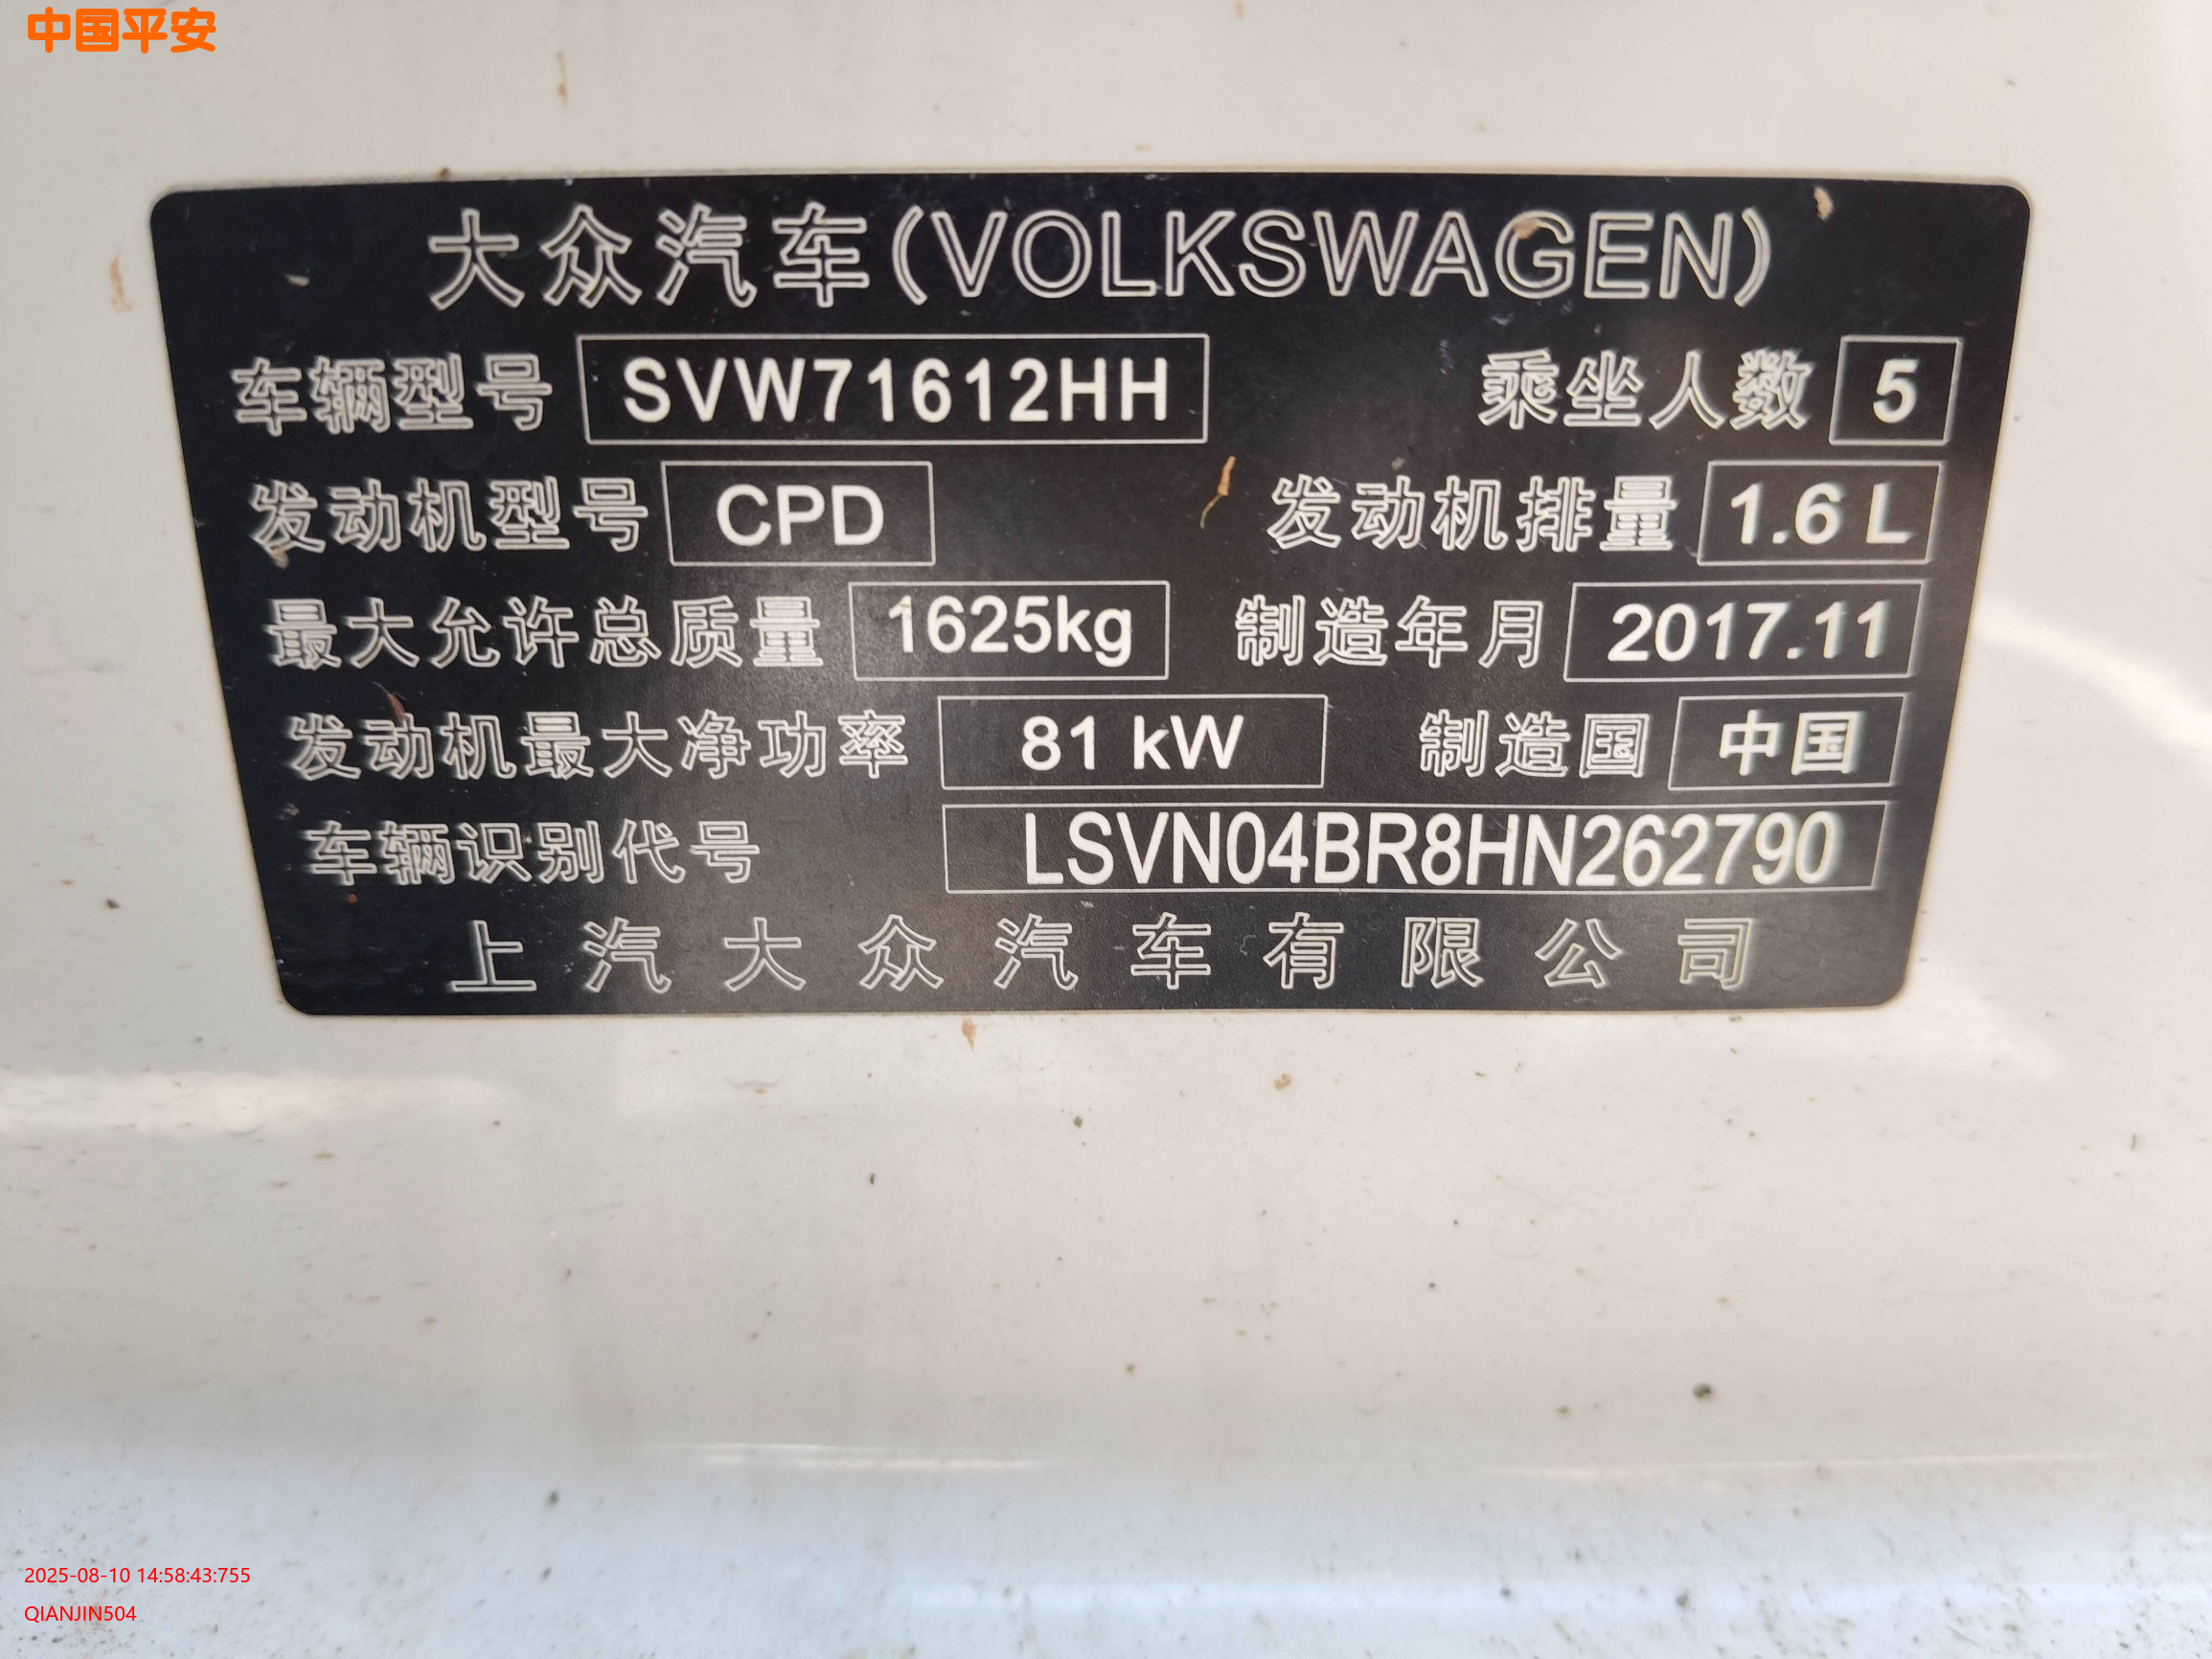 中国平安
大众汽车(VOLKSWAGEN)
车辆型号 SVW71612HH 乘坐人数 5
发动机型号 CPD 发动机排量 1.6 L
最大允许总质量 1625kg 制造年月 2017.11
发动机最大净功率 81 kW 制造国 中国
车辆识别代号 LSVN04BR8HN262790
上汽大众汽车有限公司
2025-08-10 14:58:43:755
QIANJIN504